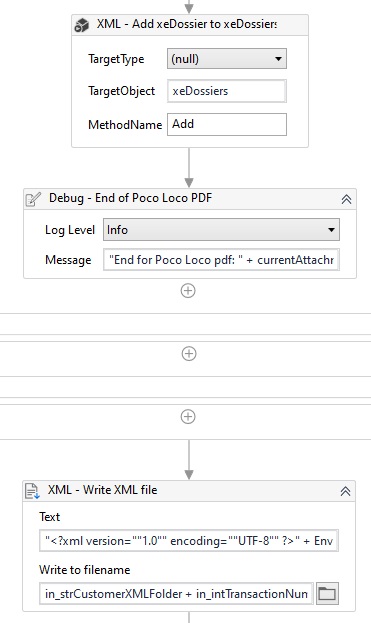 XML - Add xeDossier to xeDossiers
TargetType (null)
TargetObject xeDossiers
MethodName Add
Debug - End of Poco Loco PDF
Log Level Info
Message "End for Poco Loco pdf: " + currentAttachr
XML - Write XML file
Text
"<?xml version=""1.0"" encoding=""UTF-8"" ?>" + Env
Write to filename
in_strCustomerXMLFolder + in_intTransactionNun